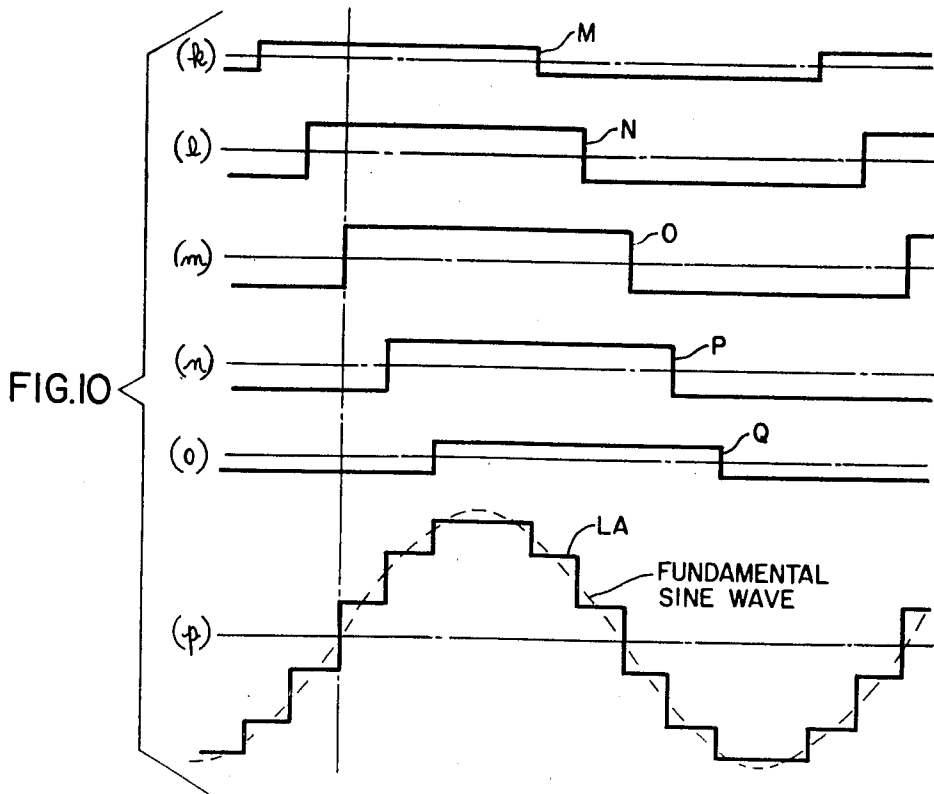 (k) M
(l) N
(m) O
(n) P
FIG.10
(o) Q
LA
FUNDAMENTAL
SINE WAVE
(p)